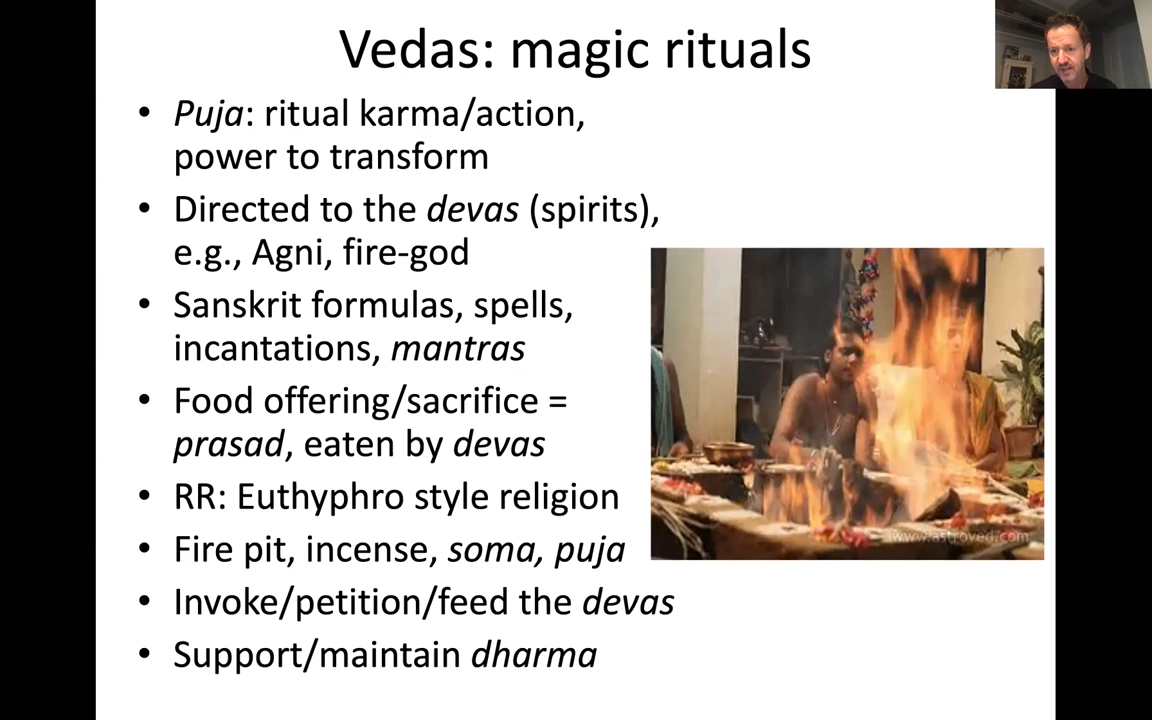 Vedas: magic rituals
• Puja: ritual karma/action,
power to transform
• Directed to the devas (spirits),
e.g., Agni, fire-god
• Sanskrit formulas, spells,
incantations, mantras
• Food offering/sacrifice =
prasad, eaten by devas
• RR: Euthyphro style religion
• Fire pit, incense, soma, puja
• Invoke/petition/feed the devas
• Support/maintain dharma
www.astroved.com